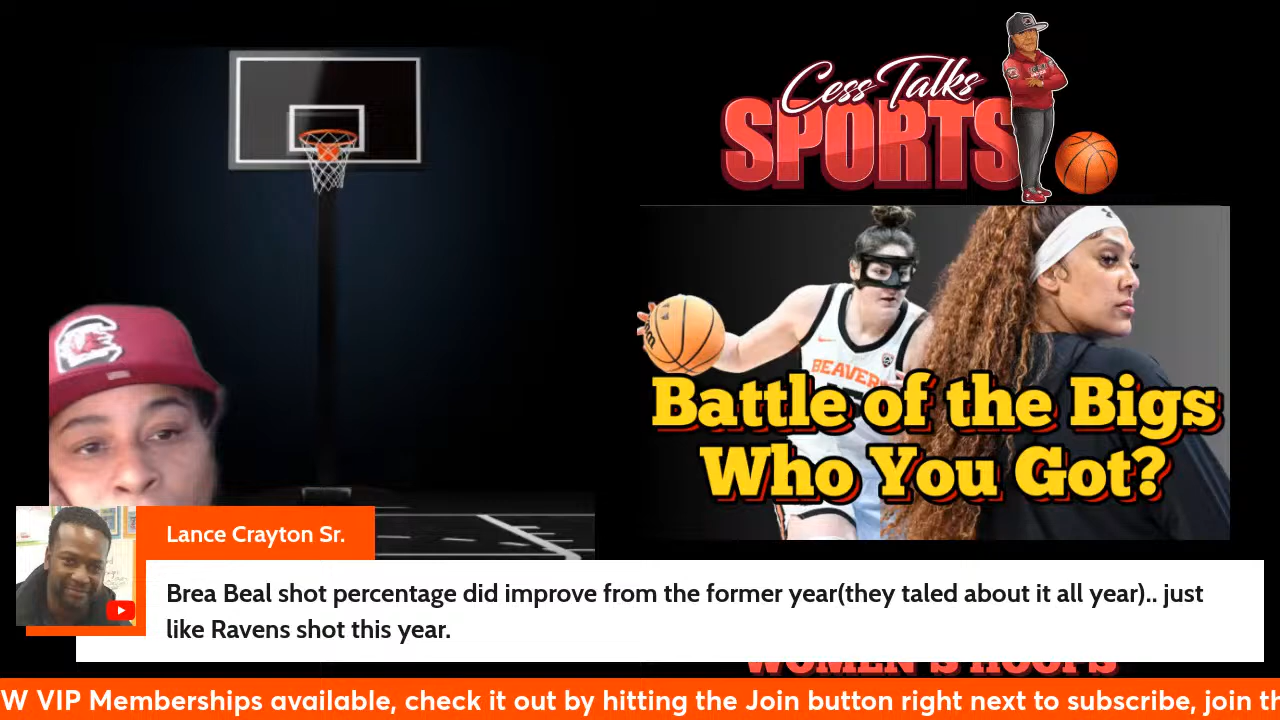 Cess Talks
SPORTS
BEAVERS
Battle of the Bigs
Who You Got?
Lance Crayton Sr.
Brea Beal shot percentage did improve from the former year(they taled about it all year).. just
like Ravens shot this year.
WOMEN'S HOOPS
W VIP Memberships available, check it out by hitting the Join button right next to subscribe, join th